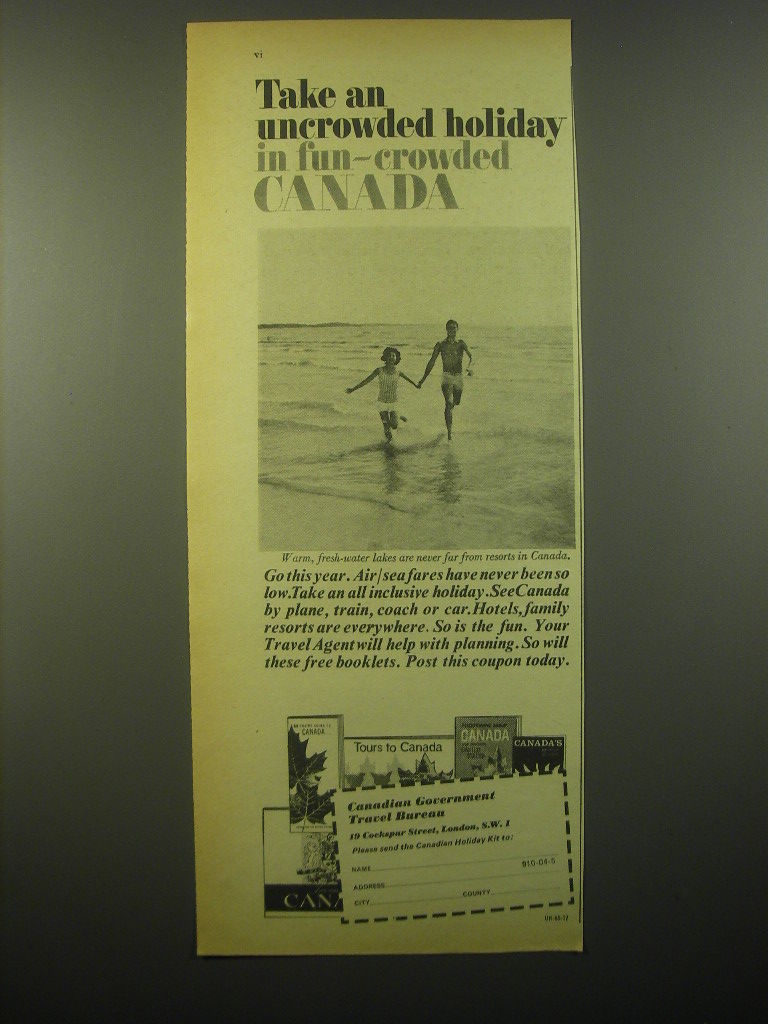 vi
Take an
uncrowded holiday
in fun-crowded
CANADA
Warm, fresh-water lakes are never far from resorts in Canada.
Go this year. Air/sea fares have never been so
low. Take an all inclusive holiday. See Canada
by plane, train, coach or car. Hotels, family
resorts are everywhere. So is the fun. Your
Travel Agent will help with planning. So will
these free booklets. Post this coupon today.
CANADA
Tours to Canada
CANADA
CANADA'S
CAN
Canadian Government
Travel Bureau
19 Cockspur Street, London, S.W. 1
Please send the Canadian Holiday Kit to:
NAME
910-04-5
ADDRESS
CITY
COUNTY